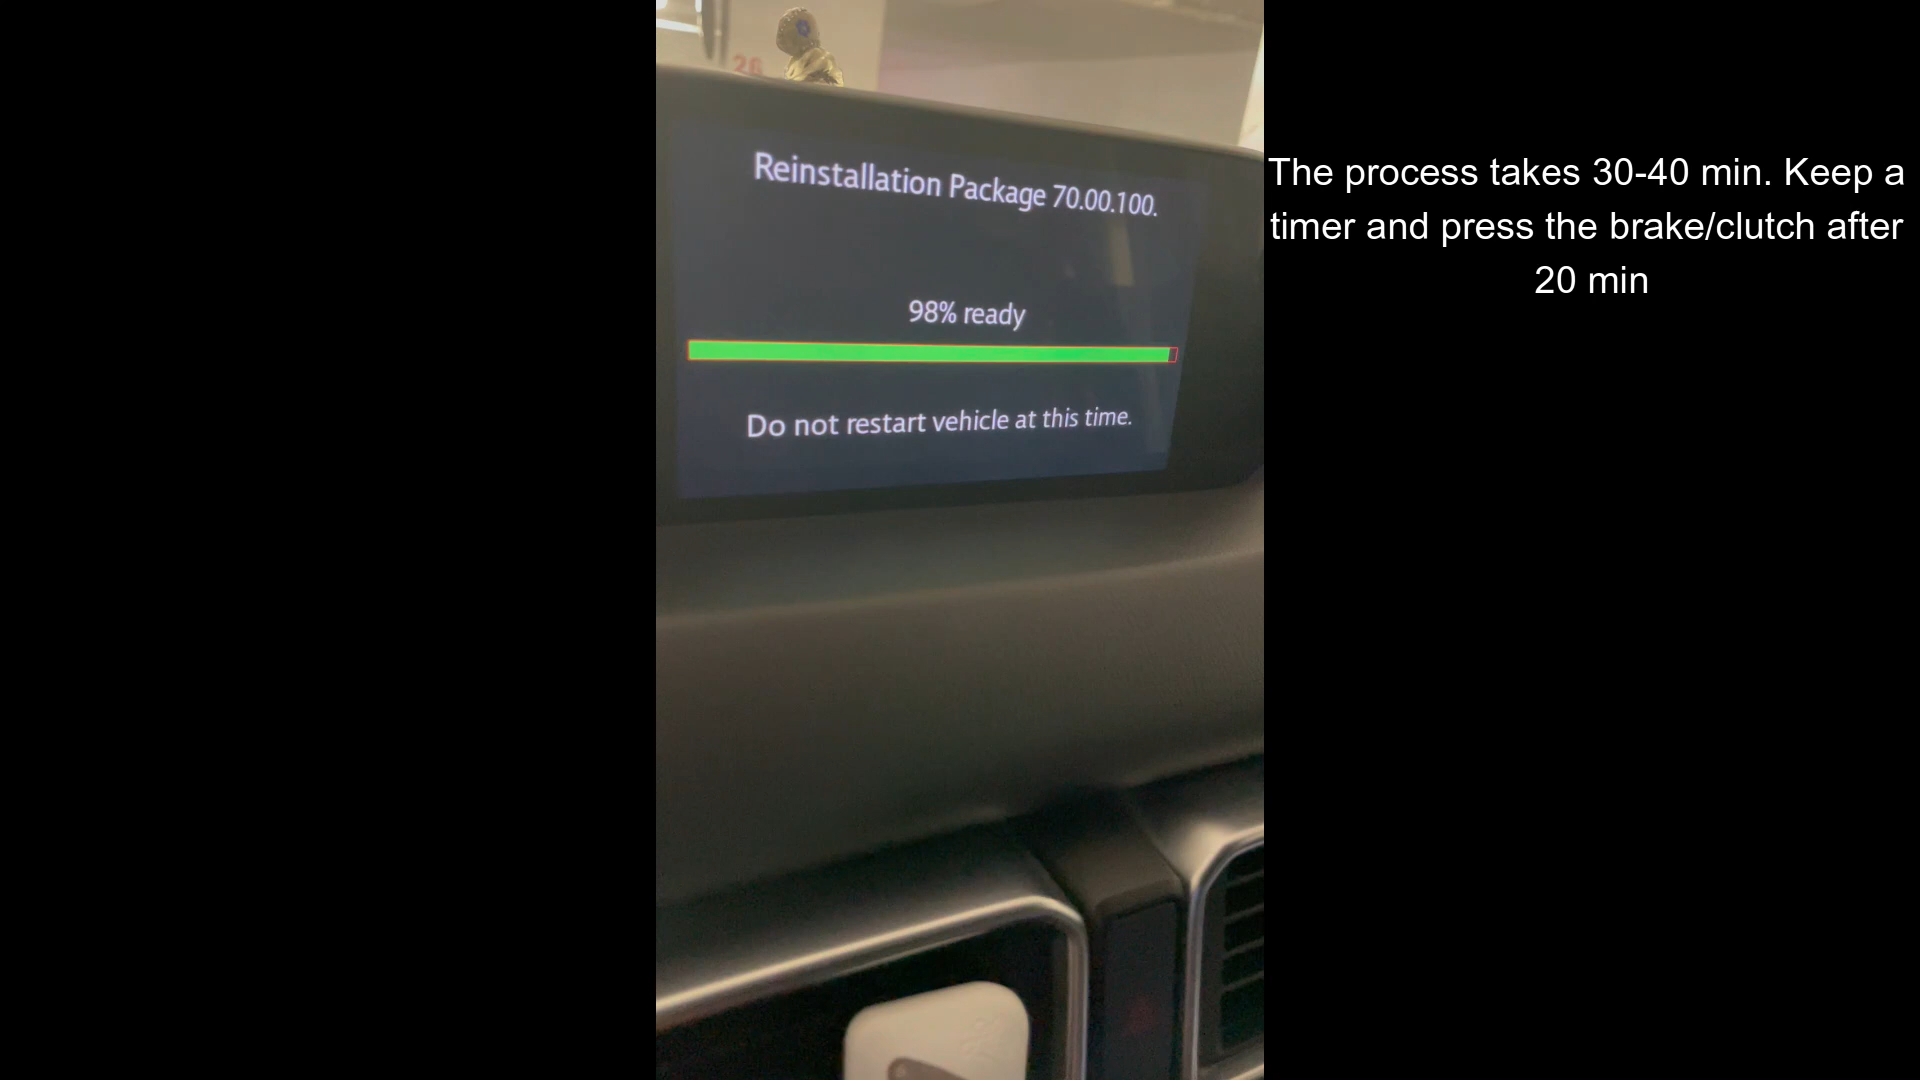 26
Reinstallation Package 70.00.100.
98% ready
Do not restart vehicle at this time.
The process takes 30-40 min. Keep a
timer and press the brake/clutch after
20 min